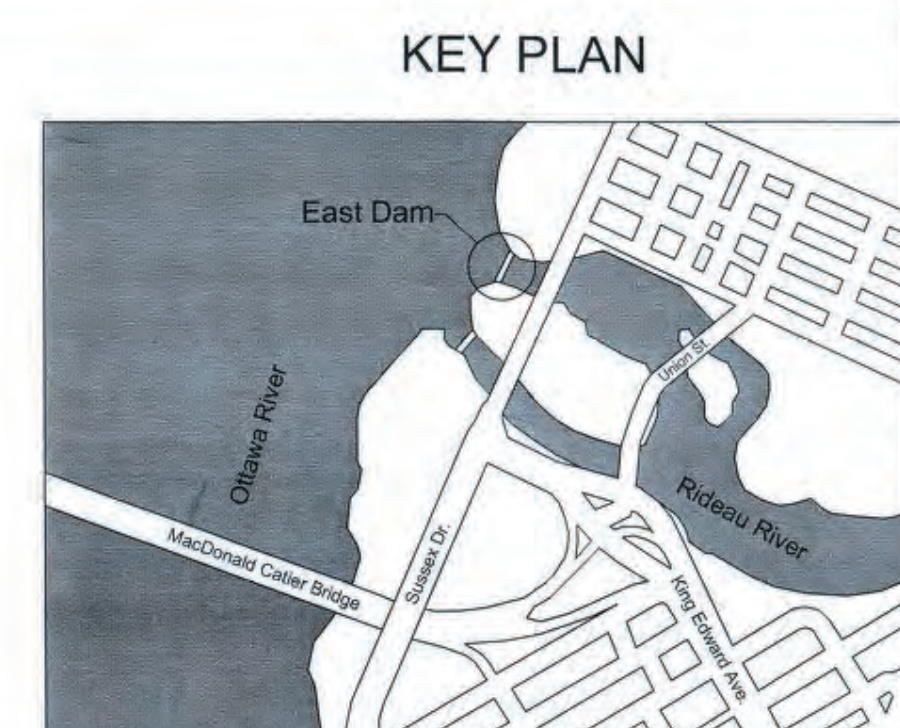 KEY PLAN
East Dam
Ottawa River
Union St
Rideau River
MacDonald Catier Bridge
Sussex Dr.
King Edward Ave.